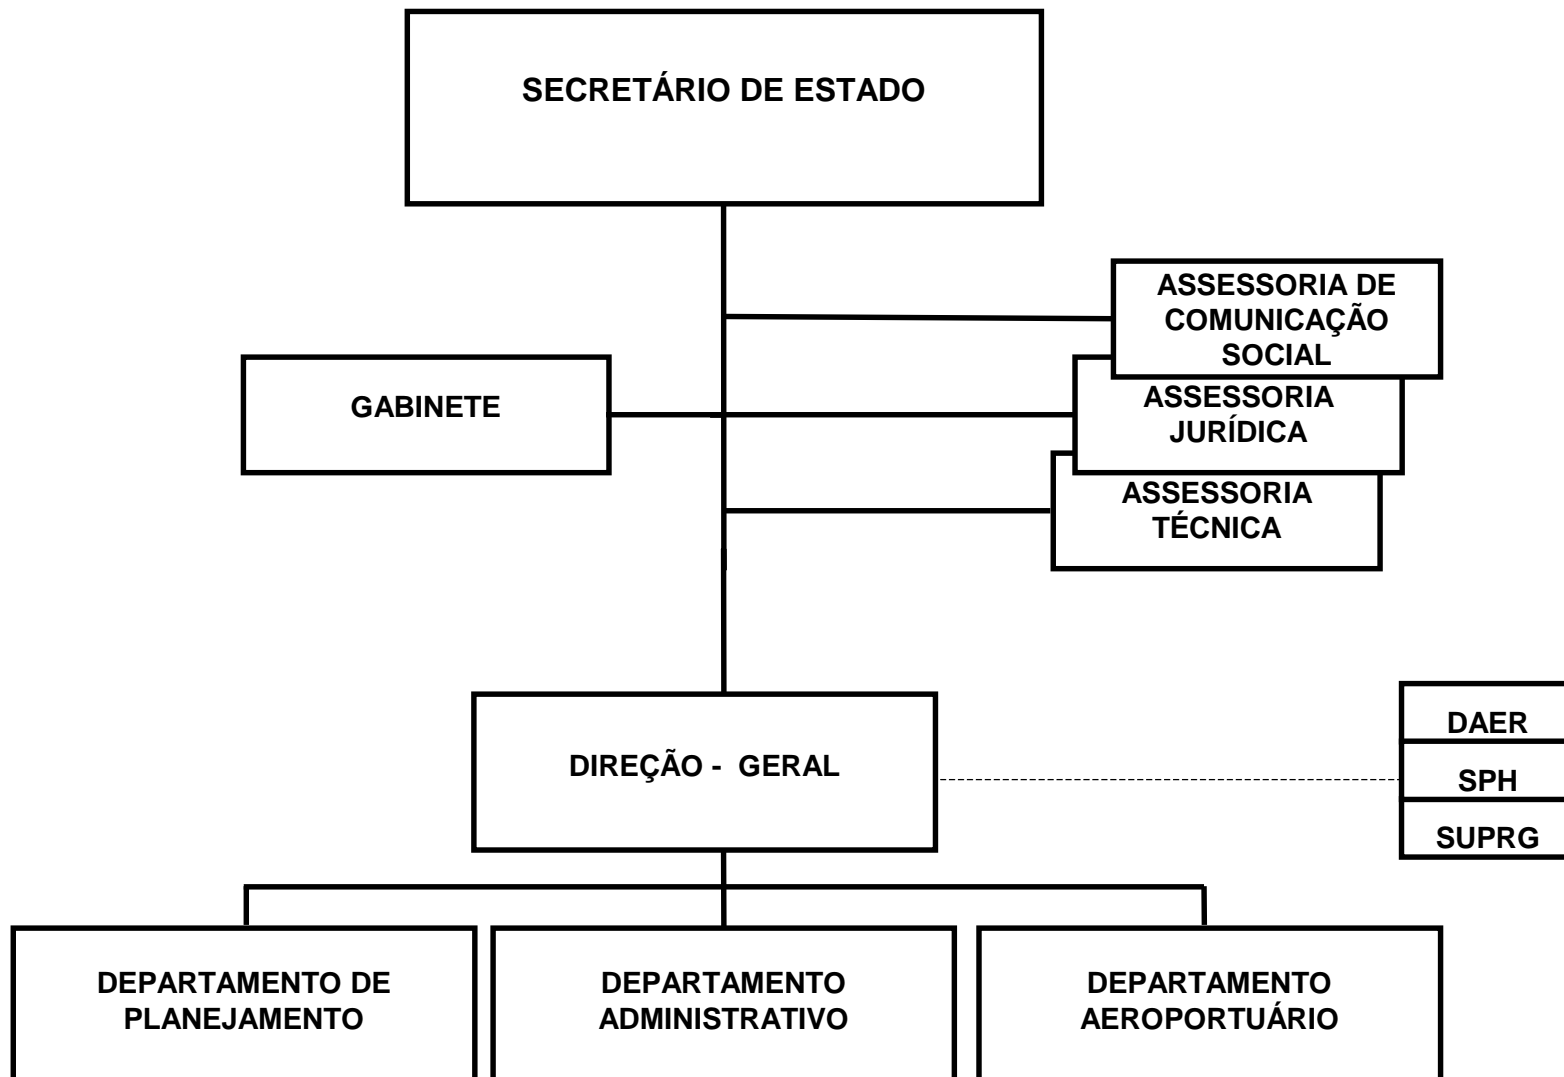 SECRETÁRIO DE ESTADO
ASSESSORIA DE
COMUNICAÇÃO
SOCIAL
GABINETE
ASSESSORIA
JURÍDICA
ASSESSORIA
TÉCNICA
DIREÇÃO - GERAL
DAER
SPH
SUPRG
DEPARTAMENTO DE
PLANEJAMENTO
DEPARTAMENTO
ADMINISTRATIVO
DEPARTAMENTO
AEROPORTUÁRIO